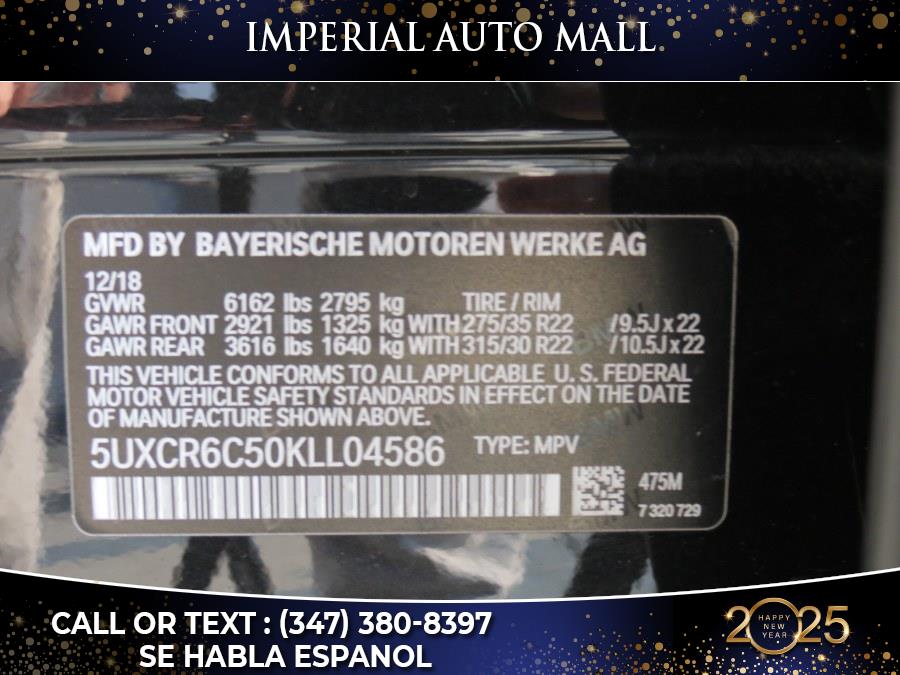 IMPERIAL AUTO MALL
MFD BY BAYERISCHE MOTOREN WERKE AG
12/18
GVWR 6162 lbs 2795 kg TIRE / RIM
GAWR FRONT 2921 lbs 1325 kg WITH 275/35 R22 /9.5J x 22
GAWR REAR 3616 lbs 1640 kg WITH 315/30 R22 /10.5J x 22
THIS VEHICLE CONFORMS TO ALL APPLICABLE U. S. FEDERAL
MOTOR VEHICLE SAFETY STANDARDS IN EFFECT ON THE DATE
OF MANUFACTURE SHOWN ABOVE.
5UXCR6C50KLL04586 TYPE: MPV
475M
7 320 729
CALL OR TEXT : (347) 380-8397
SE HABLA ESPANOL
2025
HAPPY
NEW
YEAR